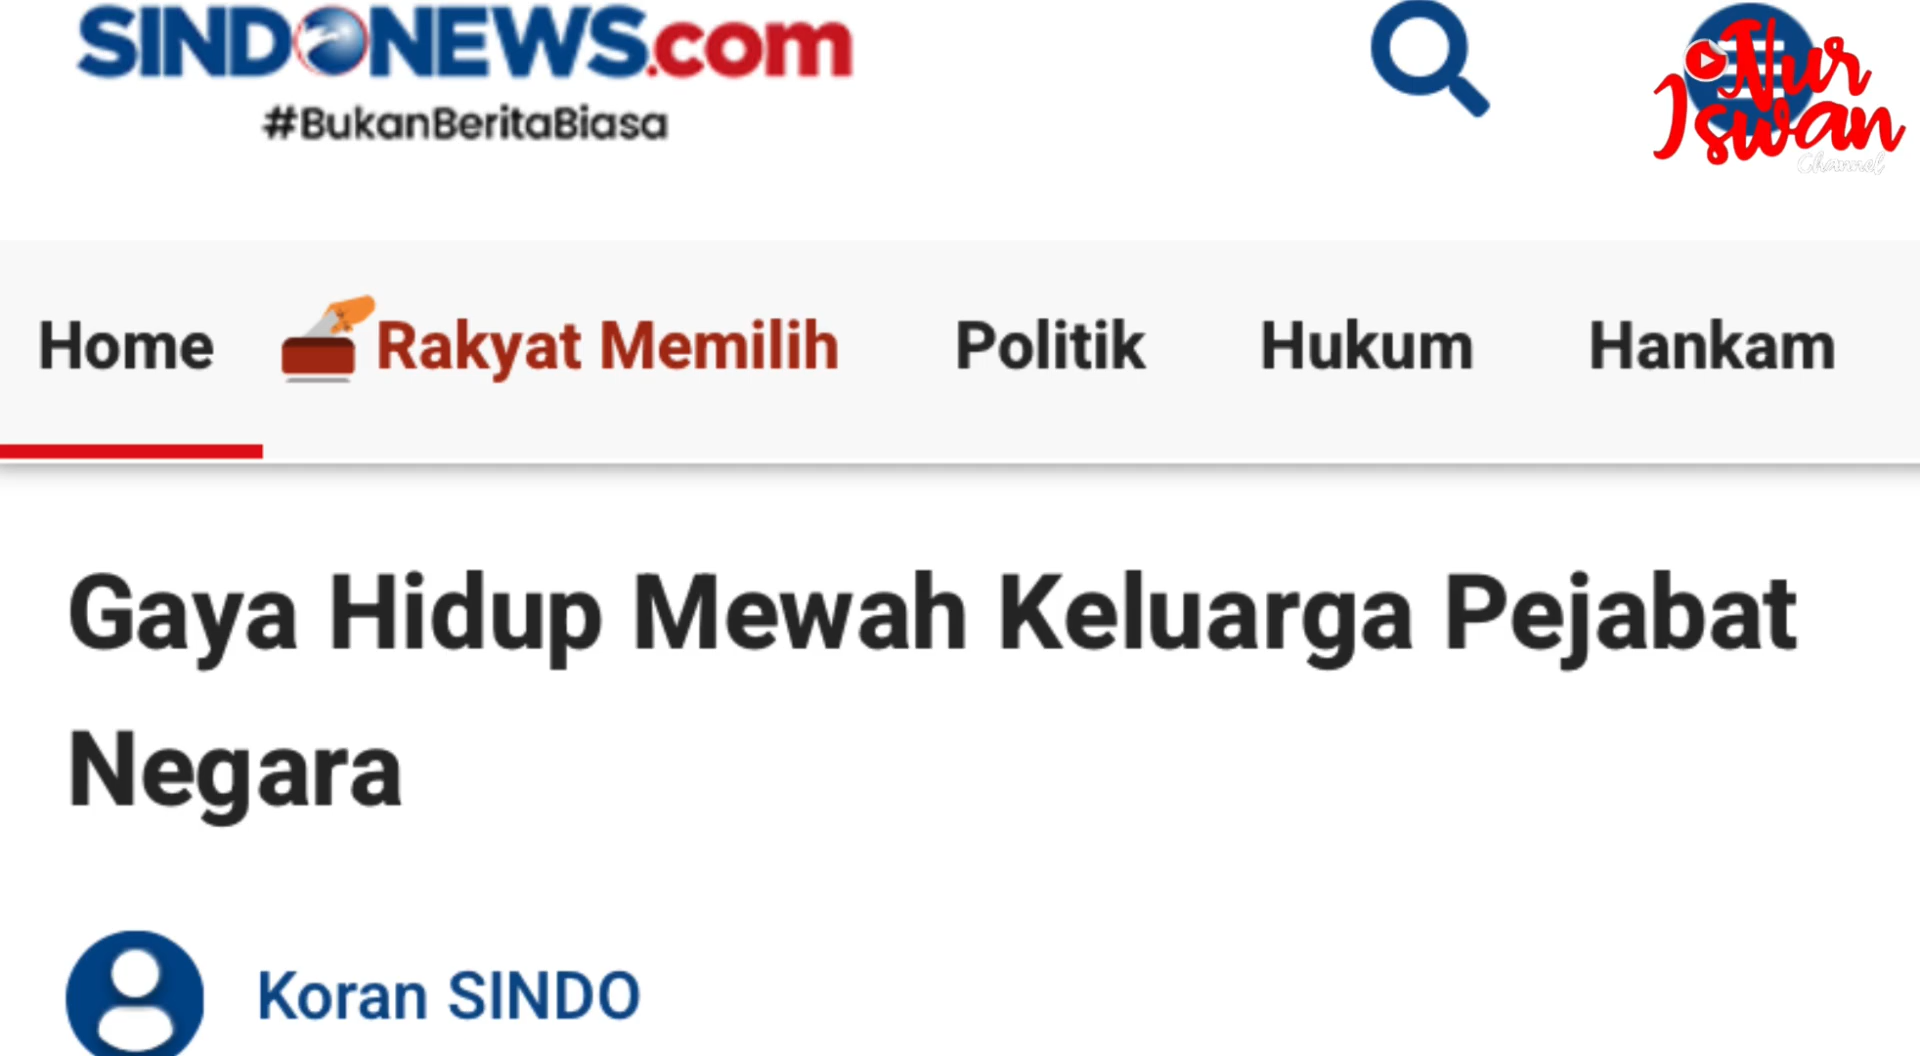 SINDONEWS.com
#BukanBeritaBiasa
Nur
Iswan
Channel
Home Rakyat Memilih Politik Hukum Hankam
Gaya Hidup Mewah Keluarga Pejabat
Negara
Koran SINDO